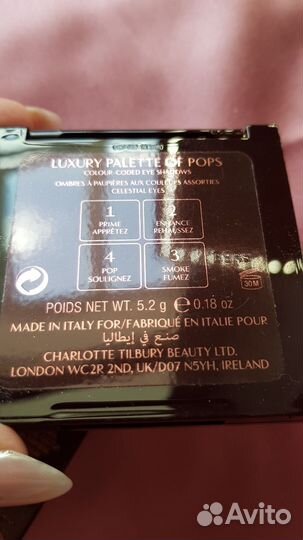 LUXURY PALETTE OF POPS
COLOUR-CODED EYE SHADOWS
OMBRES À PAUPIÈRES AUX COULEURS ASSORTIES
CELESTIAL EYES
1 2
PRIME ENHANCE
APPRÊTEZ REHAUSSEZ
4 3
POP SMOKE
SOULIGNEZ FUMEZ
30M
POIDS NET WT. 5.2 g ℮ 0.18 oz
MADE IN ITALY FOR/FABRIQUÉ EN ITALIE POUR
صنع في إيطاليا
CHARLOTTE TILBURY BEAUTY LTD.
LONDON WC2R 2ND, UK/D07 N5YH, IRELAND
Avito